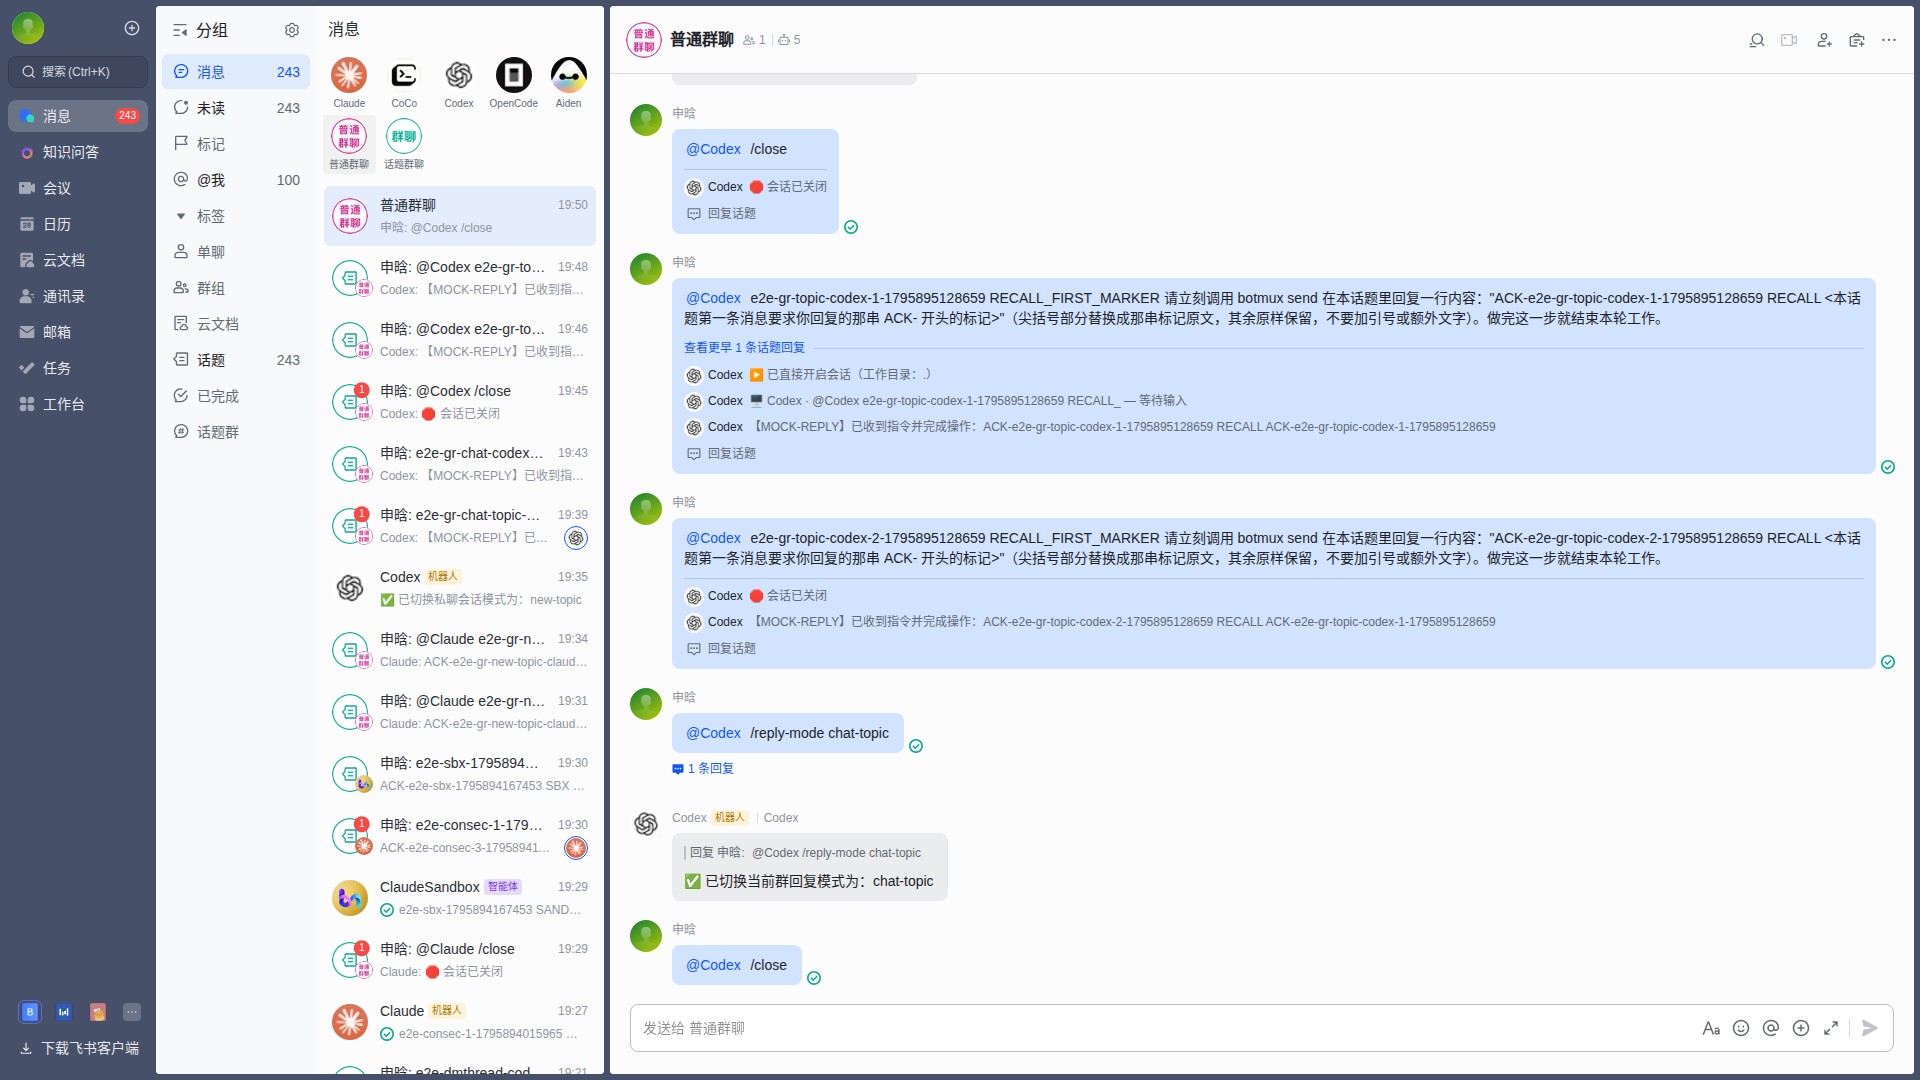 搜索 (Ctrl+K)
消息 243
知识问答
会议
日历
云文档
通讯录
邮箱
任务
工作台
B
下载飞书客户端
分组
消息 243
未读 243
标记
@我 100
标签
单聊
群组
云文档
话题 243
已完成
话题群
消息
Claude CoCo Codex OpenCode Aiden
普通群聊
群聊
普通群聊 话题群聊
普通群聊
普通群聊 19:50
申晗: @Codex /close
申晗: @Codex e2e-gr-to... 19:48
Codex: 【MOCK-REPLY】已收到指...
申晗: @Codex e2e-gr-to... 19:46
Codex: 【MOCK-REPLY】已收到指...
1
申晗: @Codex /close 19:45
Codex: 🛑 会话已关闭
申晗: e2e-gr-chat-codex... 19:43
Codex: 【MOCK-REPLY】已收到指...
1
申晗: e2e-gr-chat-topic-... 19:39
Codex: 【MOCK-REPLY】已...
Codex 机器人 19:35
✅ 已切换私聊会话模式为：new-topic
申晗: @Claude e2e-gr-n... 19:34
Claude: ACK-e2e-gr-new-topic-claud...
申晗: @Claude e2e-gr-n... 19:31
Claude: ACK-e2e-gr-new-topic-claud...
申晗: e2e-sbx-1795894... 19:30
ACK-e2e-sbx-1795894167453 SBX ...
1
申晗: e2e-consec-1-179... 19:30
ACK-e2e-consec-3-17958941...
ClaudeSandbox 智能体 19:29
e2e-sbx-1795894167453 SAND...
1
申晗: @Claude /close 19:29
Claude: 🛑 会话已关闭
Claude 机器人 19:27
e2e-consec-1-1795894015965 ...
申晗: e2e-dmthread-cod... 19:21
普通群聊
普通群聊 1 5
申晗
@Codex /close
Codex 🛑 会话已关闭
回复话题
申晗
@Codex e2e-gr-topic-codex-1-1795895128659 RECALL_FIRST_MARKER 请立刻调用 botmux send 在本话题里回复一行内容："ACK-e2e-gr-topic-codex-1-1795895128659 RECALL <本话
题第一条消息要求你回复的那串 ACK- 开头的标记>"（尖括号部分替换成那串标记原文，其余原样保留，不要加引号或额外文字）。做完这一步就结束本轮工作。
查看更早 1 条话题回复
Codex ▶️ 已直接开启会话（工作目录：.）
Codex 🖥️ Codex · @Codex e2e-gr-topic-codex-1-1795895128659 RECALL_ — 等待输入
Codex 【MOCK-REPLY】已收到指令并完成操作：ACK-e2e-gr-topic-codex-1-1795895128659 RECALL ACK-e2e-gr-topic-codex-1-1795895128659
回复话题
申晗
@Codex e2e-gr-topic-codex-2-1795895128659 RECALL_FIRST_MARKER 请立刻调用 botmux send 在本话题里回复一行内容："ACK-e2e-gr-topic-codex-2-1795895128659 RECALL <本话
题第一条消息要求你回复的那串 ACK- 开头的标记>"（尖括号部分替换成那串标记原文，其余原样保留，不要加引号或额外文字）。做完这一步就结束本轮工作。
Codex 🛑 会话已关闭
Codex 【MOCK-REPLY】已收到指令并完成操作：ACK-e2e-gr-topic-codex-2-1795895128659 RECALL ACK-e2e-gr-topic-codex-1-1795895128659
回复话题
申晗
@Codex /reply-mode chat-topic
1 条回复
Codex 机器人 | Codex
回复 申晗：@Codex /reply-mode chat-topic
✅ 已切换当前群回复模式为：chat-topic
申晗
@Codex /close
发送给 普通群聊
Aa